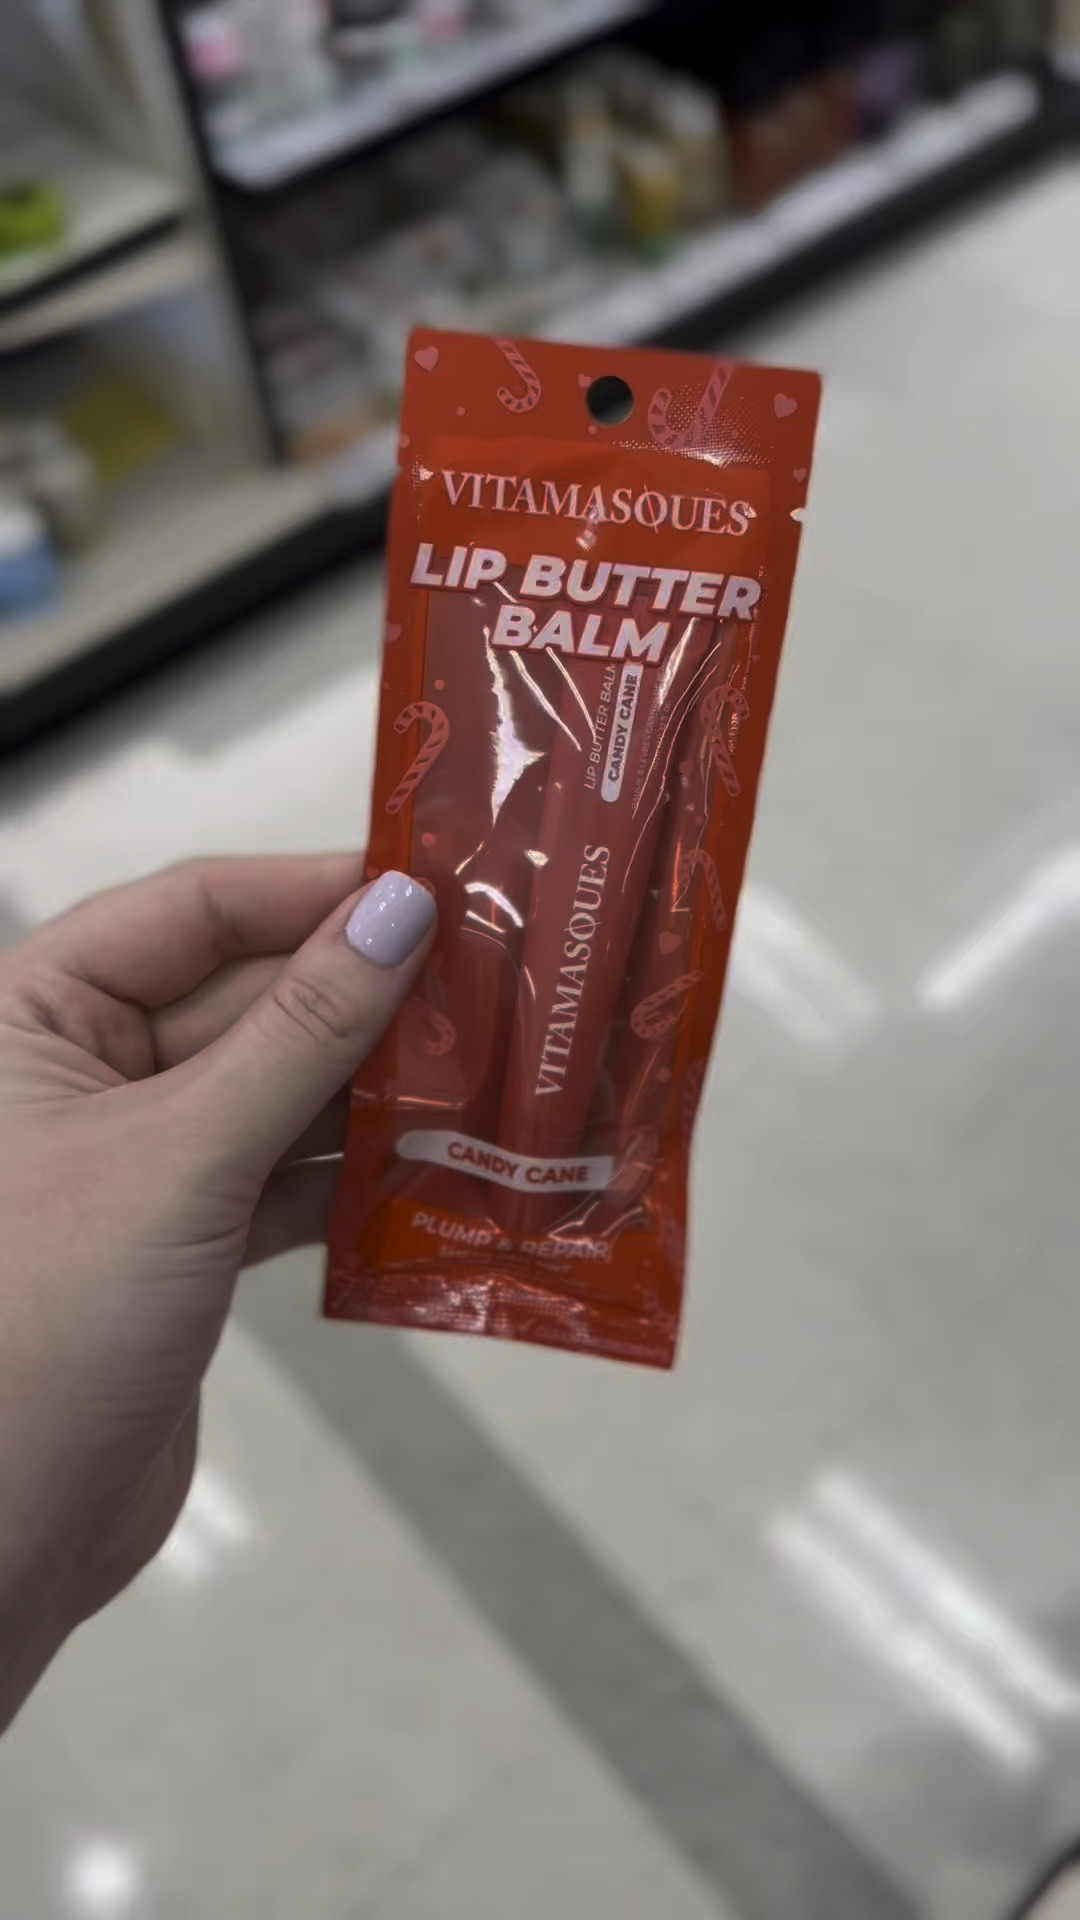 VITAMASQUES
LIP BUTTER
BALM
LIP BUTTER BALM
CANDY CANE
VITAMASQUES
CANDY CANE
PLUMP & REPAIR